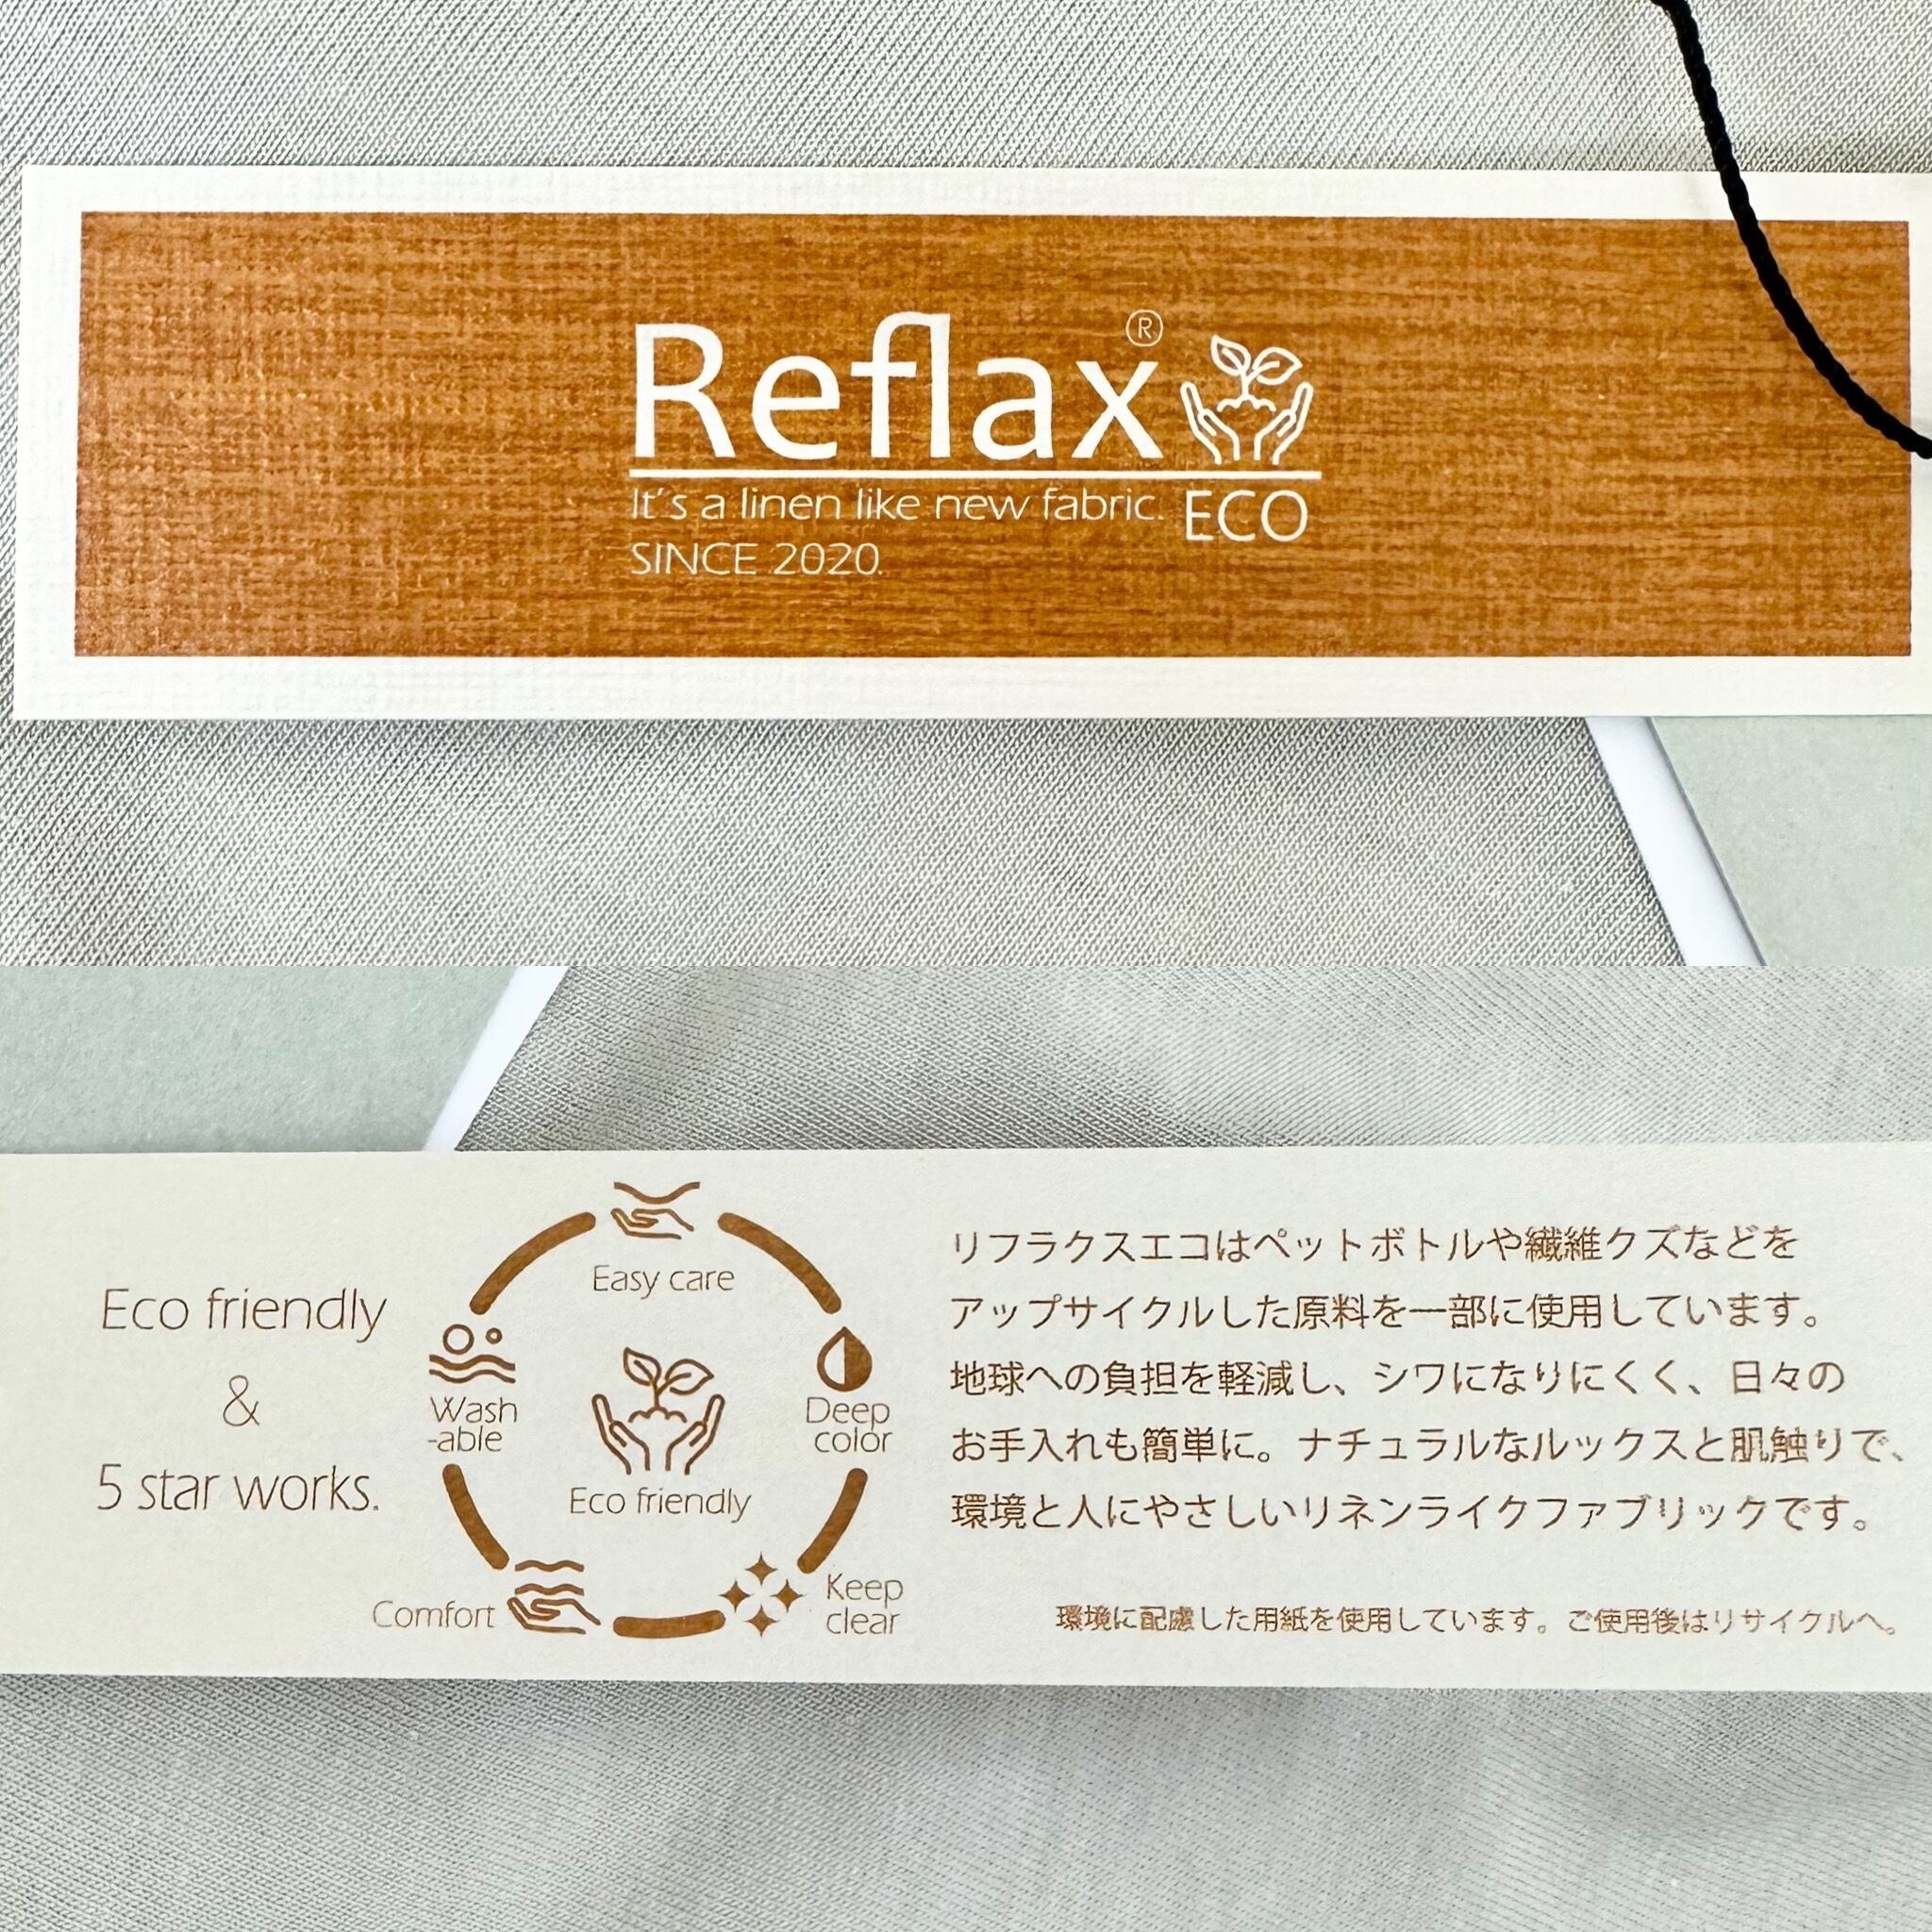 Reflax®
It's a linen like new fabric. ECO
SINCE 2020.
Eco friendly
&
5 star works.
Easy care
Wash
-able
Deep
color
Eco friendly
Comfort
Keep
clear
リフラクスエコはペットボトルや繊維クズなどを
アップサイクルした原料を一部に使用しています。
地球への負担を軽減し、シワになりにくく、日々の
お手入れも簡単に。ナチュラルなルックスと肌触りで、
環境と人にやさしいリネンライクファブリックです。
環境に配慮した用紙を使用しています。ご使用後はリサイクルへ。